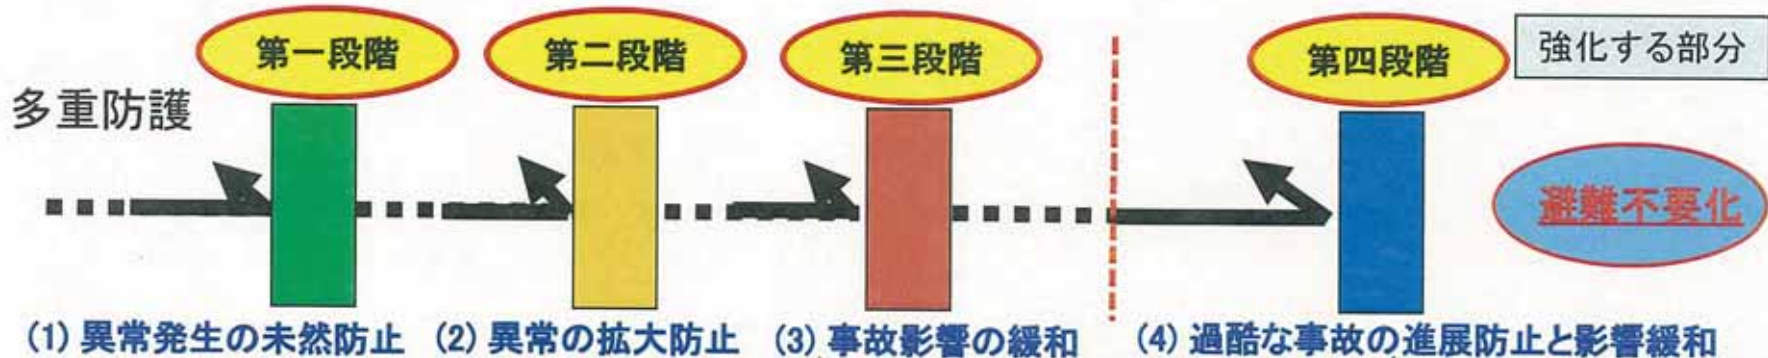 第一段階
第二段階
第三段階
第四段階
強化する部分
多重防護
避難不要化
(1) 異常発生の未然防止
(2) 異常の拡大防止
(3) 事故影響の緩和
(4) 過酷な事故の進展防止と影響緩和